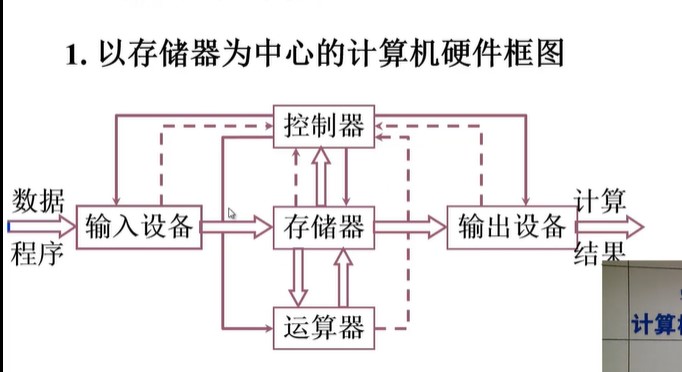 1. 以存储器为中心的计算机硬件框图
控制器
数据
程序
输入设备
存储器
输出设备
计算
结果
运算器
计算